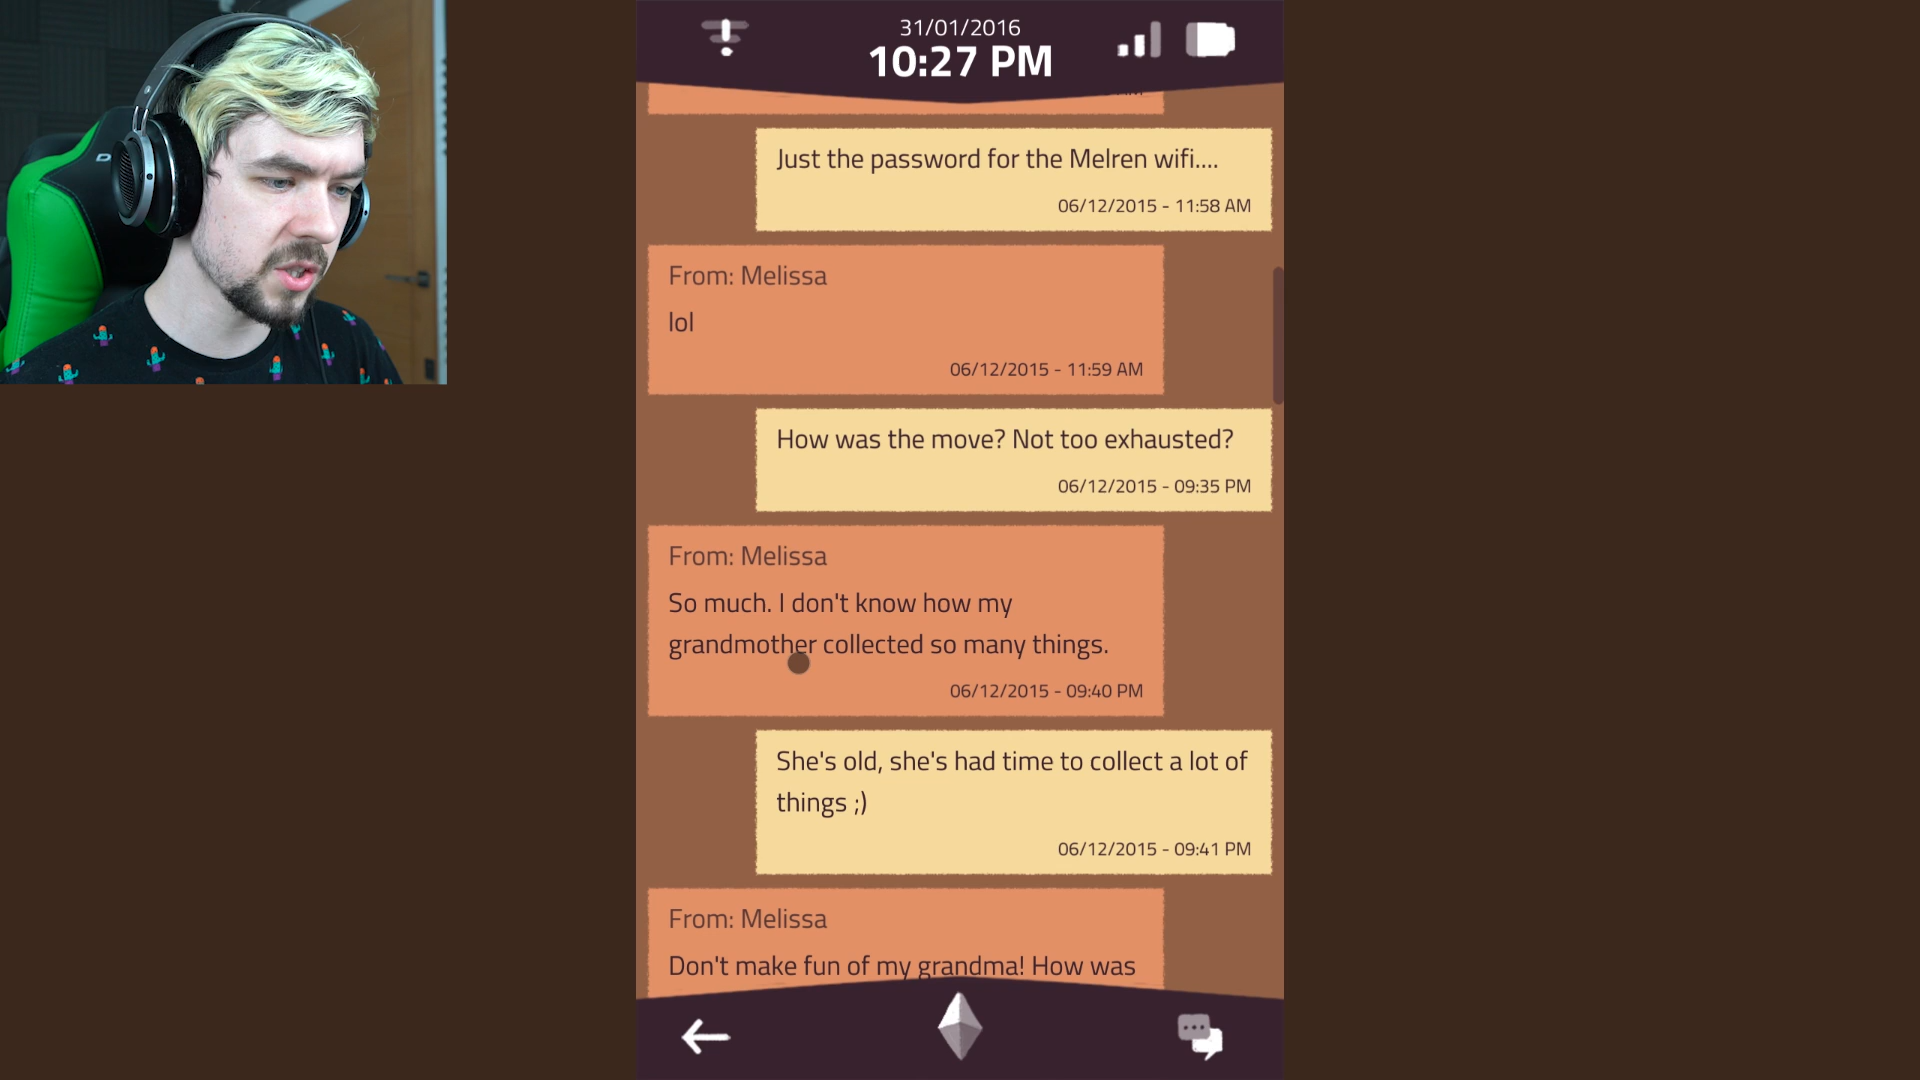 31/01/2016
10:27 PM
Just the password for the Melren wifi....
06/12/2015 - 11:58 AM
From: Melissa
lol
06/12/2015 - 11:59 AM
How was the move? Not too exhausted?
06/12/2015 - 09:35 PM
From: Melissa
So much. I don't know how my
grandmother collected so many things.
06/12/2015 - 09:40 PM
She's old, she's had time to collect a lot of
things ;)
06/12/2015 - 09:41 PM
From: Melissa
Don't make fun of my grandma! How was